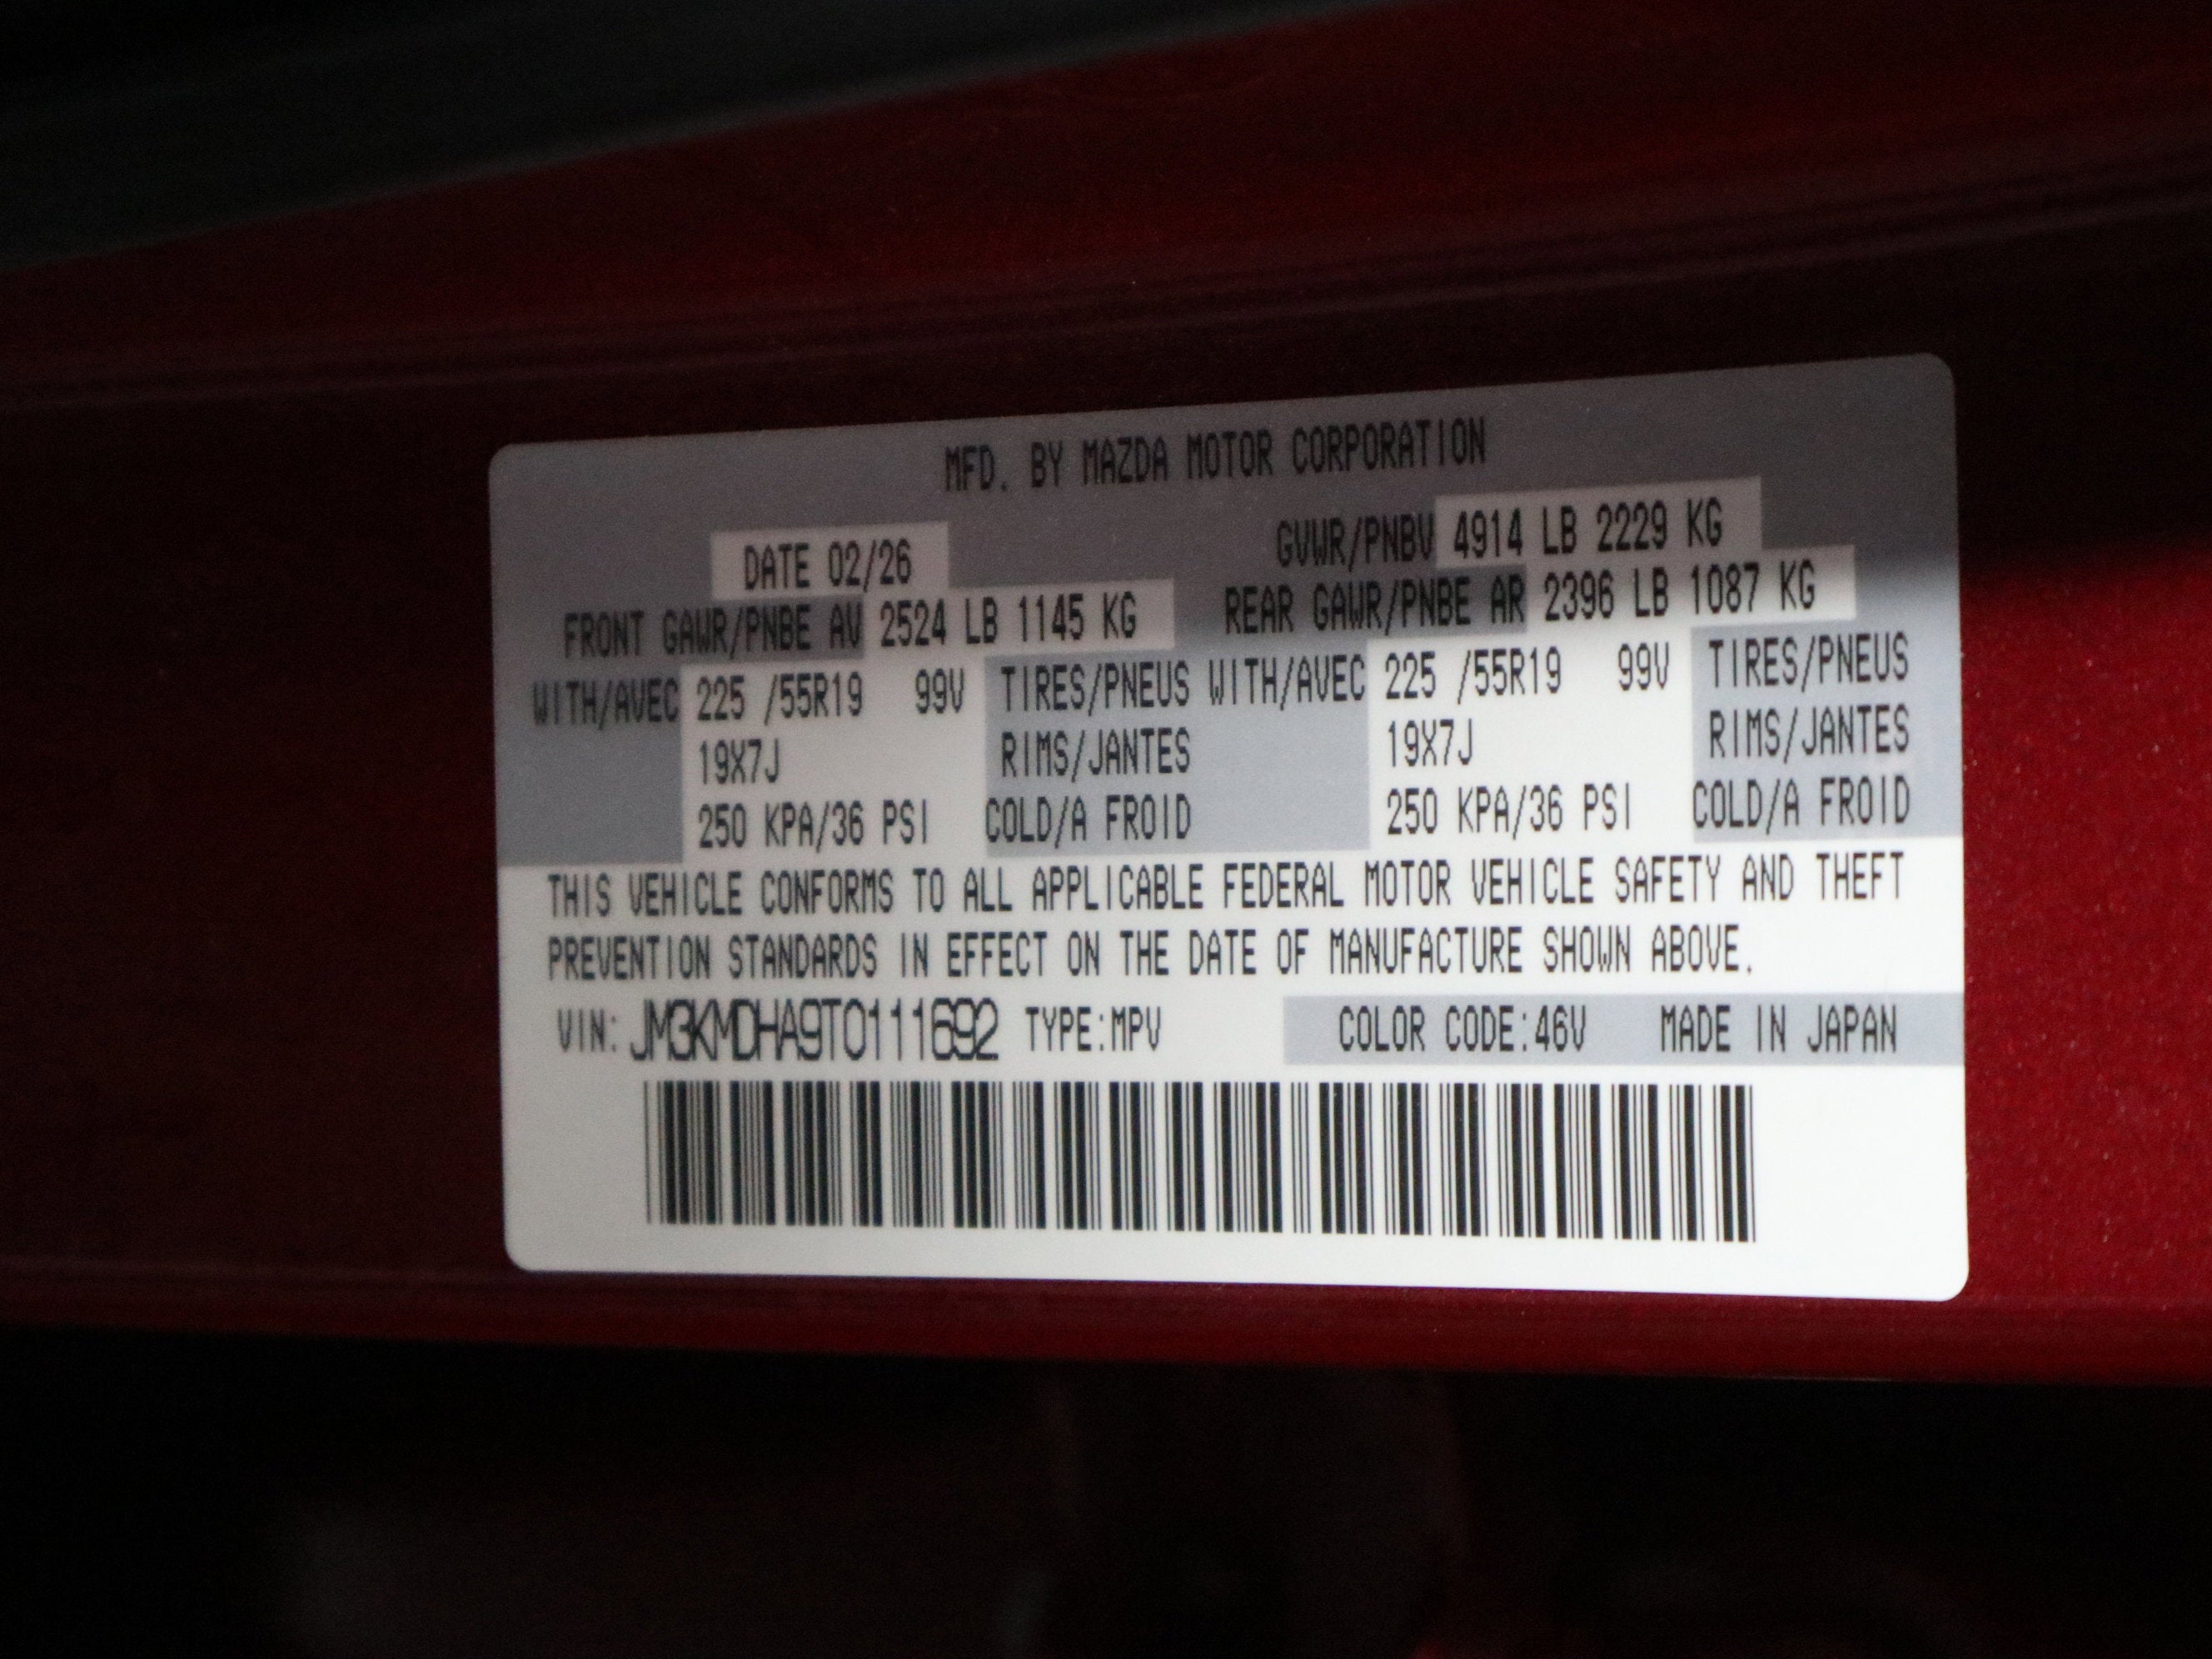 MFD. BY MAZDA MOTOR CORPORATION
DATE 02/26 GVWR/PNBV 4914 LB 2229 KG
FRONT GAWR/PNBE AV 2524 LB 1145 KG REAR GAWR/PNBE AR 2396 LB 1087 KG
WITH/AVEC 225 /55R19 99V TIRES/PNEUS WITH/AVEC 225 /55R19 99V TIRES/PNEUS
19X7J RIMS/JANTES 19X7J RIMS/JANTES
250 KPA/36 PSI COLD/A FROID 250 KPA/36 PSI COLD/A FROID
THIS VEHICLE CONFORMS TO ALL APPLICABLE FEDERAL MOTOR VEHICLE SAFETY AND THEFT
PREVENTION STANDARDS IN EFFECT ON THE DATE OF MANUFACTURE SHOWN ABOVE.
VIN: JM3KMDHA9T0111692 TYPE:MPV COLOR CODE:46V MADE IN JAPAN